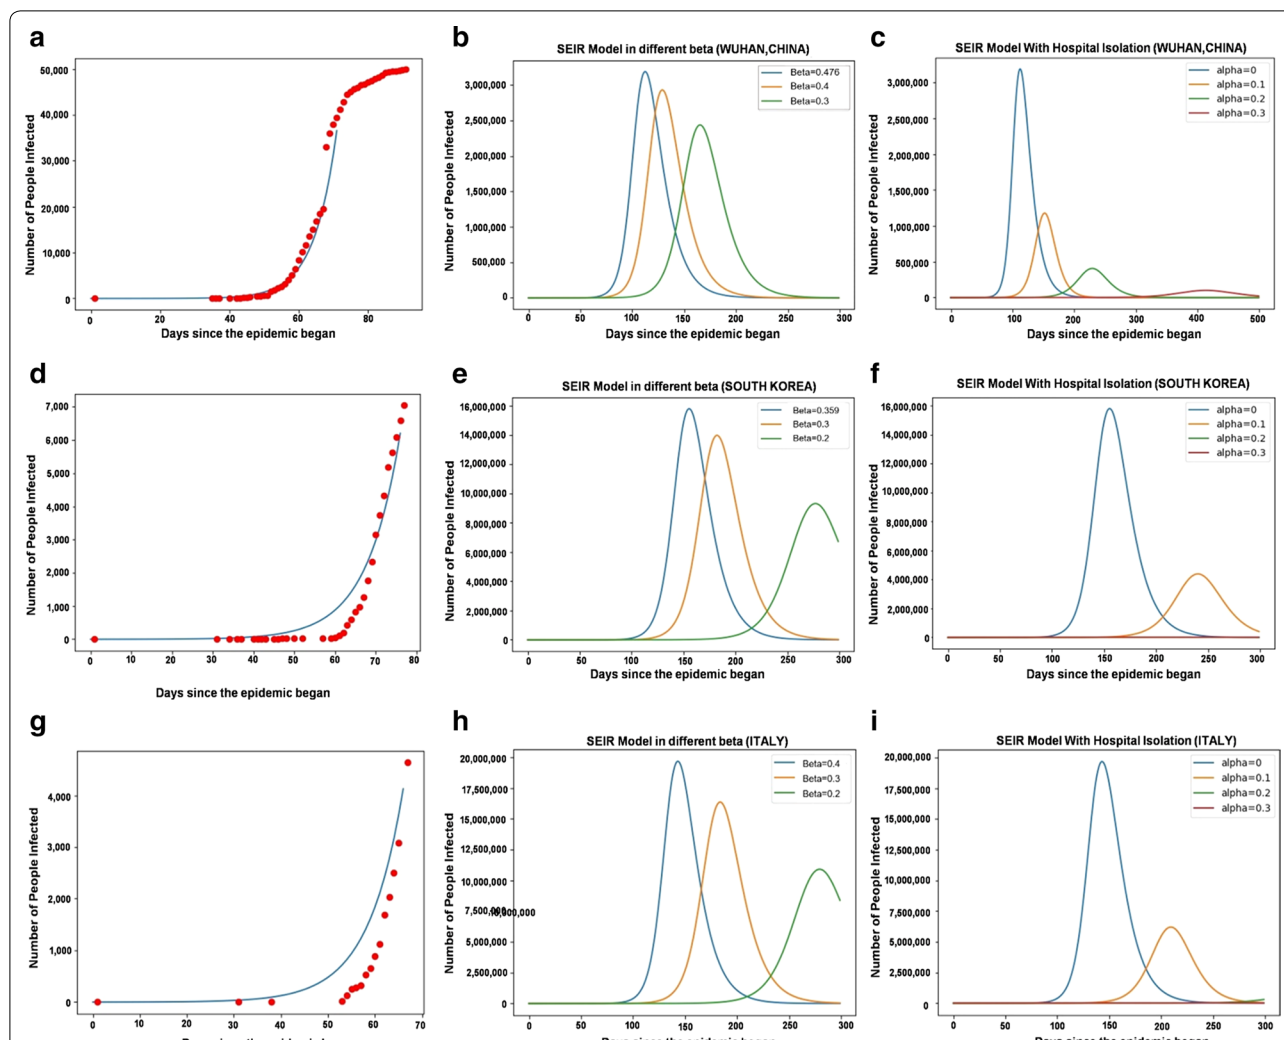 a
50,000
40,000
30,000
20,000
10,000
0
Number of People Infected
0 20 40 60 80
Days since the epidemic began
b
SEIR Model in different beta (WUHAN,CHINA)
Beta=0.476
Beta=0.4
Beta=0.3
3,000,000
2,500,000
2,000,000
1,500,000
1,000,000
500,000
0
Number of People Infected
0 50 100 150 200 250 300
Days since the epidemic began
c
SEIR Model With Hospital Isolation (WUHAN,CHINA)
alpha=0
alpha=0.1
alpha=0.2
alpha=0.3
3,000,000
2,500,000
2,000,000
1,500,000
1,000,000
500,000
0
Number of People Infected
0 100 200 300 400 500
Days since the epidemic began
d
7,000
6,000
5,000
4,000
3,000
2,000
1,000
0
Number of People Infected
0 10 20 30 40 50 60 70 80
Days since the epidemic began
e
SEIR Model in different beta (SOUTH KOREA)
Beta=0.359
Beta=0.3
Beta=0.2
16,000,000
14,000,000
12,000,000
10,000,000
8,000,000
6,000,000
4,000,000
2,000,000
0
Number of People Infected
0 50 100 150 200 250 300
Days since the epidemic began
f
SEIR Model With Hospital Isolation (SOUTH KOREA)
alpha=0
alpha=0.1
alpha=0.2
alpha=0.3
16,000,000
14,000,000
12,000,000
10,000,000
8,000,000
6,000,000
4,000,000
2,000,000
0
Number of People Infected
0 50 100 150 200 250 300
Days since the epidemic began
g
4,000
3,000
2,000
1,000
0
Number of People Infected
0 10 20 30 40 50 60 70
h
SEIR Model in different beta (ITALY)
Beta=0.4
Beta=0.3
Beta=0.2
20,000,000
17,500,000
15,000,000
12,500,000
10,000,000
5,000,000
2,500,000
0
Number of People Infected
0 50 100 150 200 250 300
Days since the epidemic began
i
SEIR Model With Hospital Isolation (ITALY)
alpha=0
alpha=0.1
alpha=0.2
alpha=0.3
20,000,000
17,500,000
15,000,000
12,500,000
10,000,000
7,500,000
5,000,000
2,500,000
0
Number of People Infected
0 50 100 150 200 250 300
Days since the epidemic began